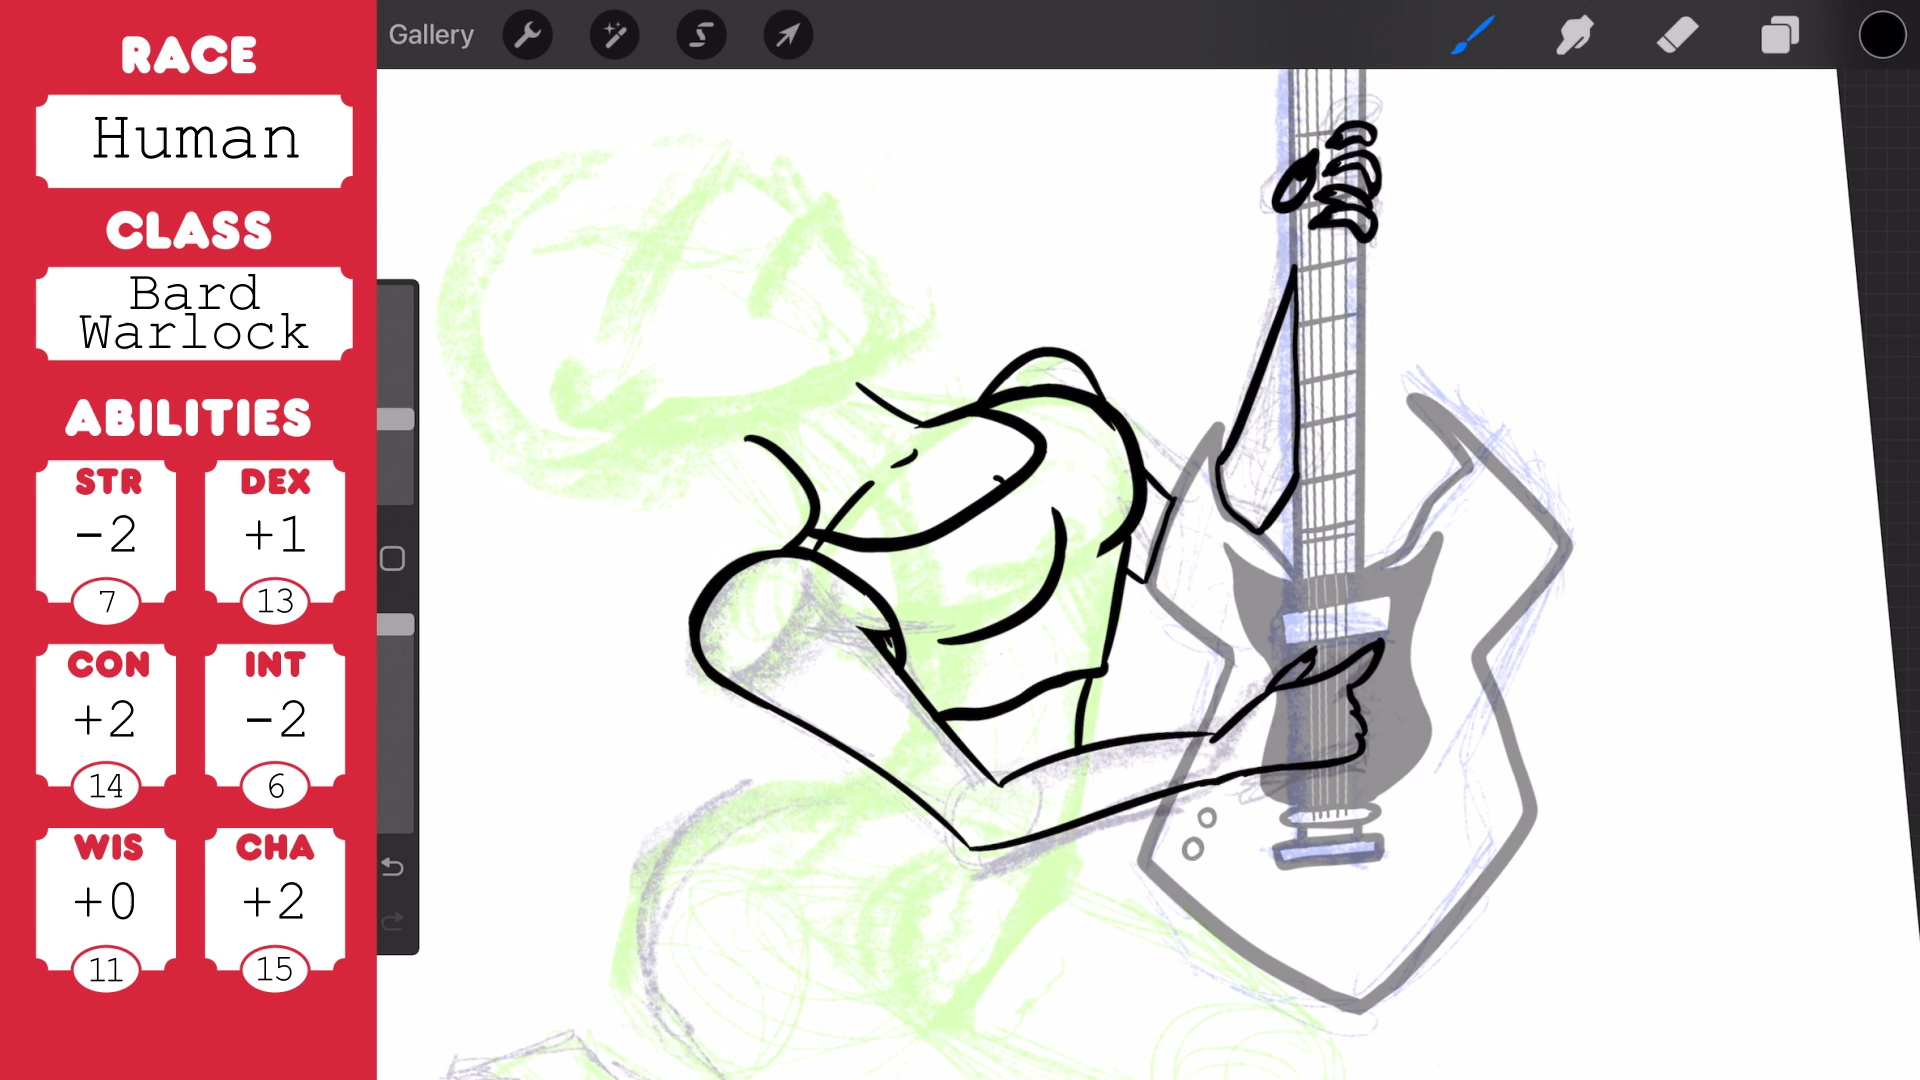 RACE
Human
CLASS
Bard
Warlock
ABILITIES
STR
-2
7
DEX
+1
13
CON
+2
14
INT
-2
6
WIS
+0
11
CHA
+2
15
Gallery